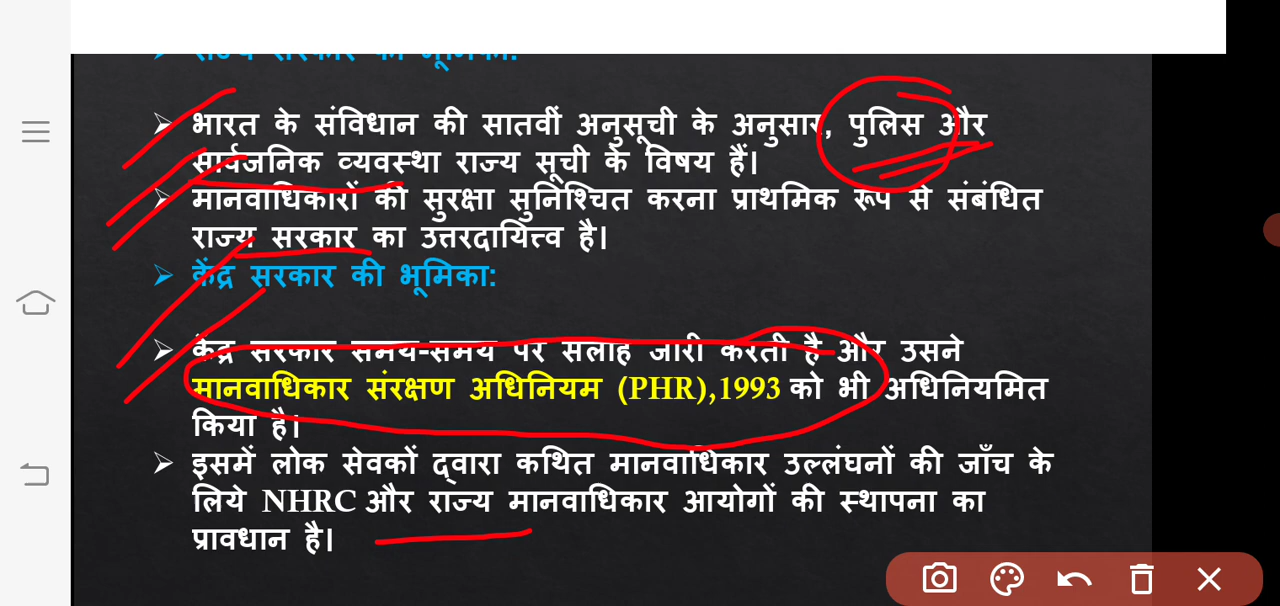 सरकार की भूमिका:
भारत के संविधान की सातवीं अनुसूची के अनुसार, पुलिस और
सार्वजनिक व्यवस्था राज्य सूची के विषय हैं।
मानवाधिकारों की सुरक्षा सुनिश्चित करना प्राथमिक रूप से संबंधित
राज्य सरकार का उत्तरदायित्त्व है।
केंद्र सरकार की भूमिका:
केंद्र सरकार समय-समय पर सलाह जारी करती है और उसने
मानवाधिकार संरक्षण अधिनियम (PHR),1993 को भी अधिनियमित
किया है।
इसमें लोक सेवकों द्वारा कथित मानवाधिकार उल्लंघनों की जाँच के
लिये NHRC और राज्य मानवाधिकार आयोगों की स्थापना का
प्रावधान है।